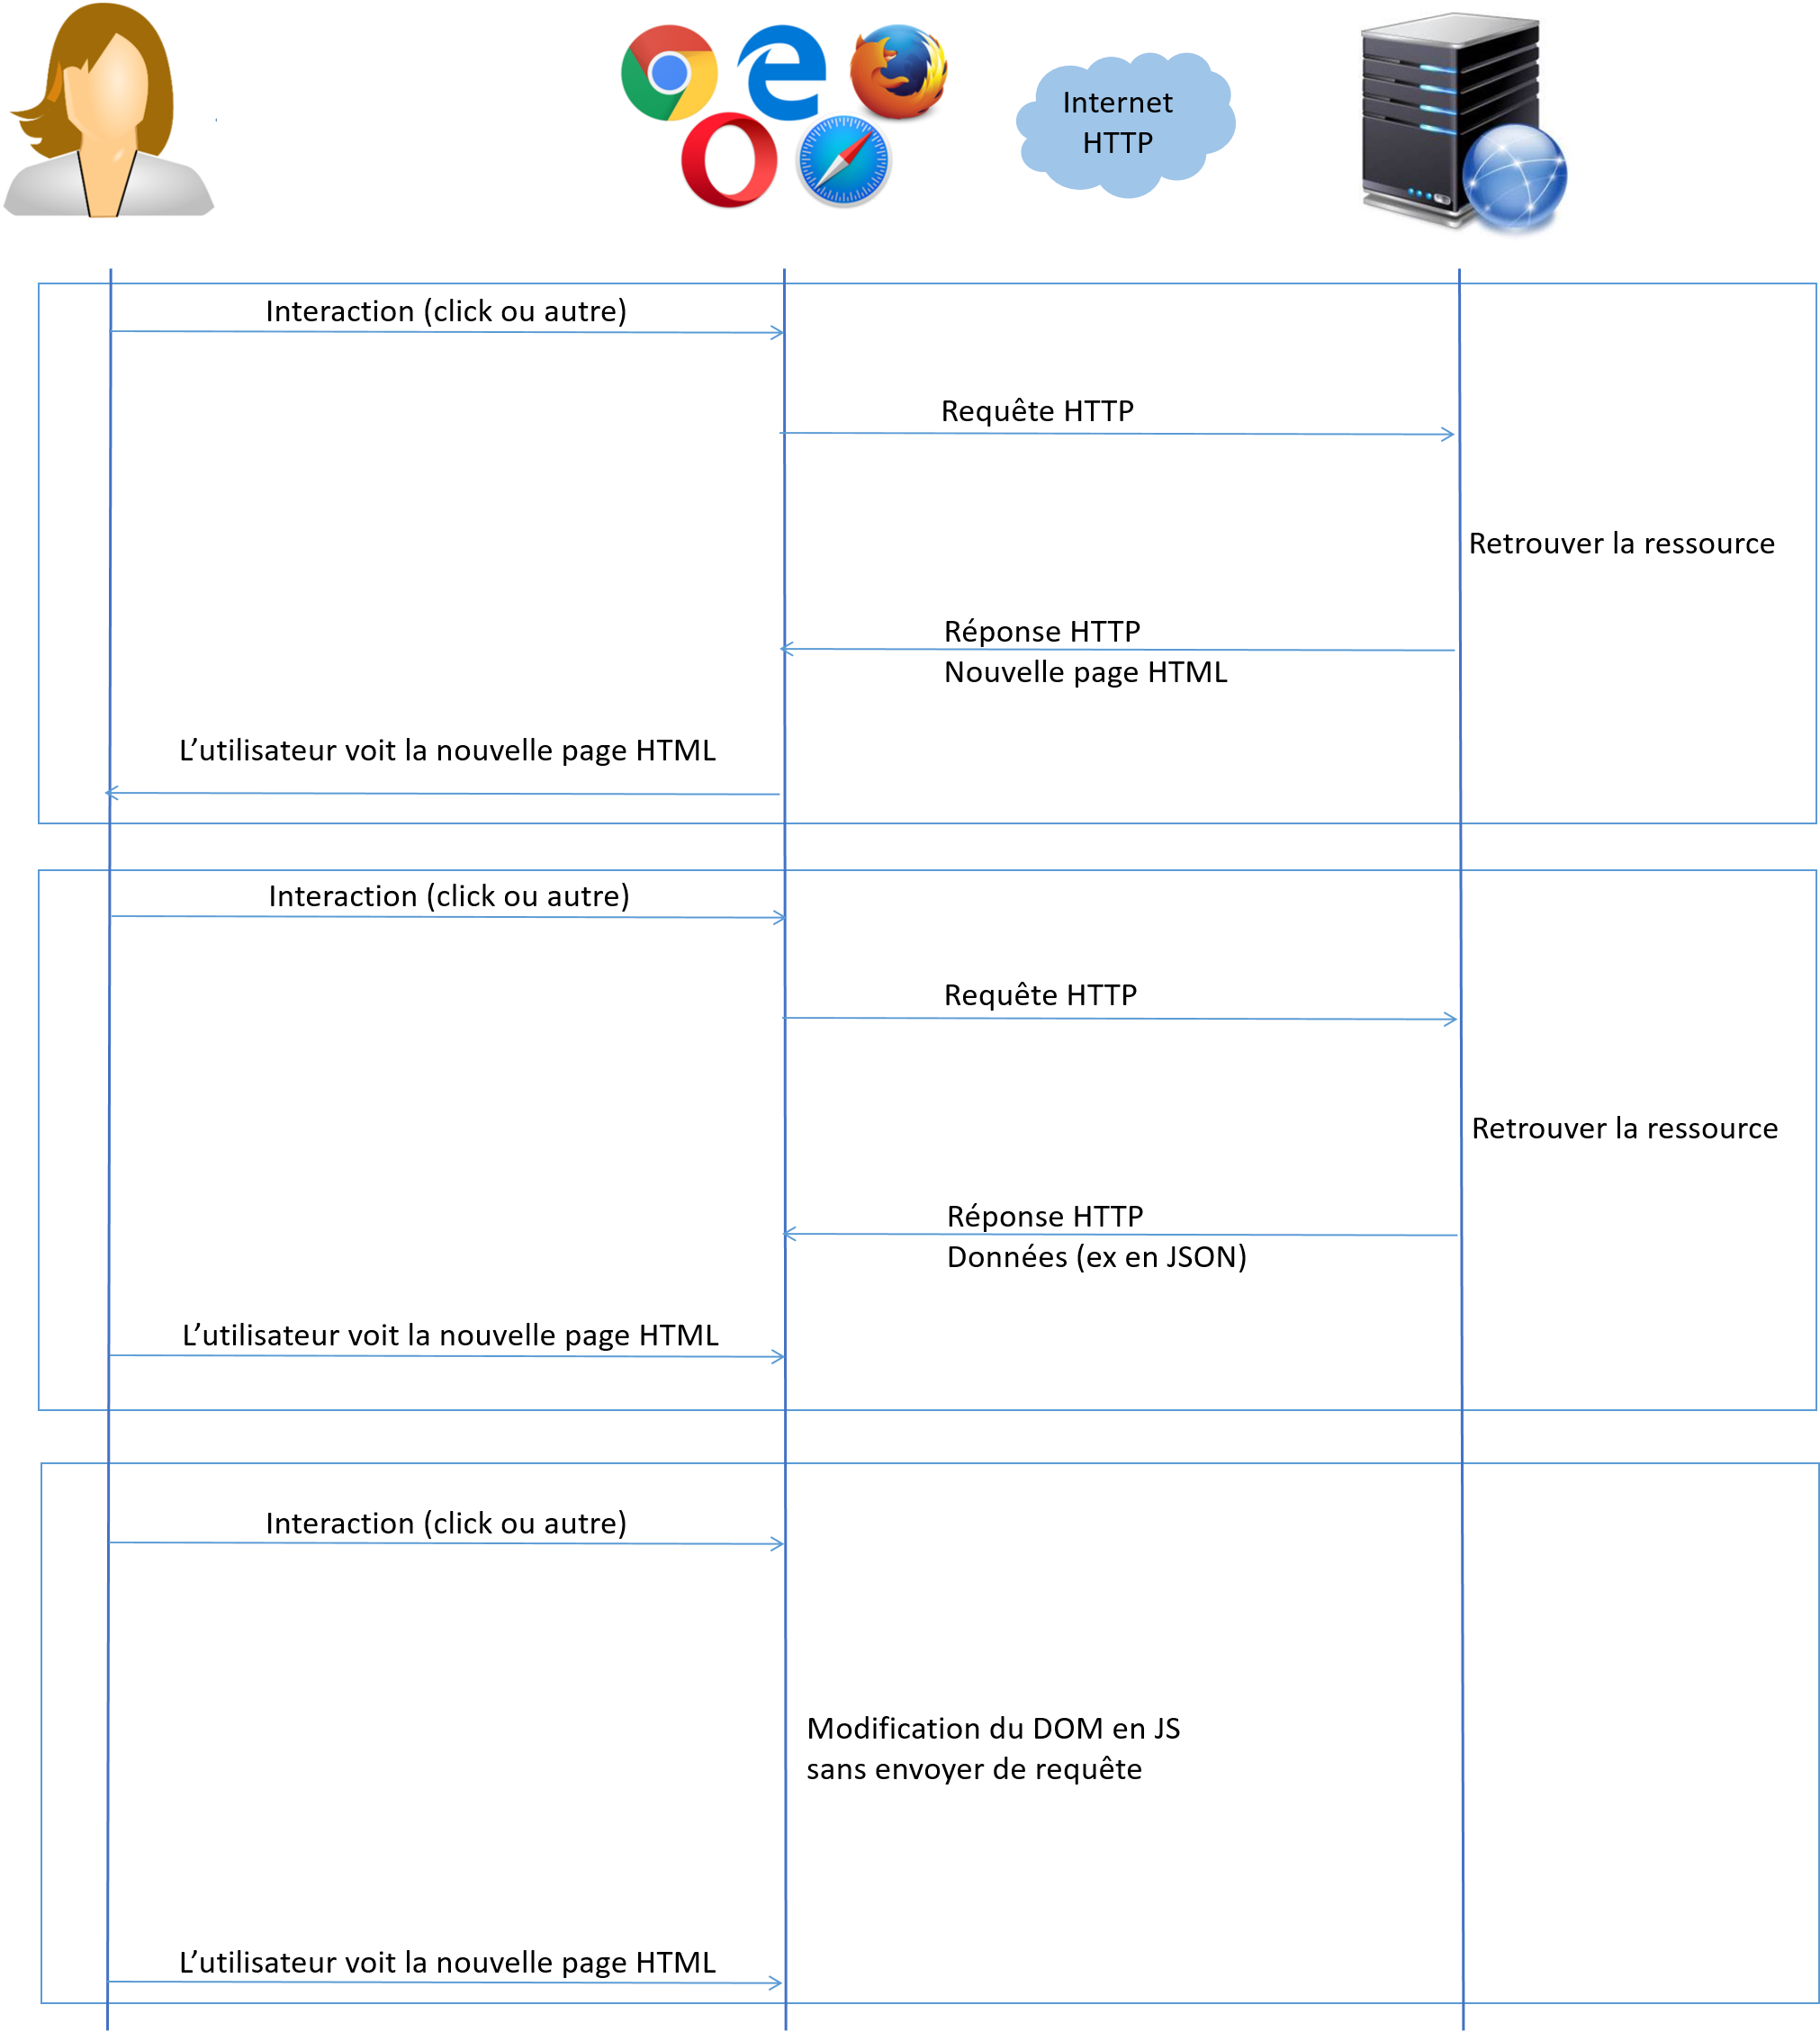 Internet
HTTP
Interaction (click ou autre)
Requête HTTP
Retrouver la ressource
Réponse HTTP
Nouvelle page HTML
L’utilisateur voit la nouvelle page HTML
Interaction (click ou autre)
Requête HTTP
Retrouver la ressource
Réponse HTTP
Données (ex en JSON)
L’utilisateur voit la nouvelle page HTML
Interaction (click ou autre)
Modification du DOM en JS
sans envoyer de requête
L’utilisateur voit la nouvelle page HTML